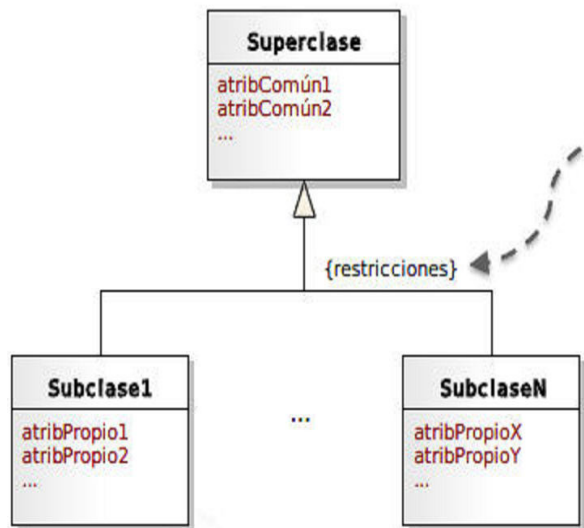 Superclase
atribComún1
atribComún2
...
{restricciones}
Subclase1
atribPropio1
atribPropio2
...
...
SubclaseN
atribPropioX
atribPropioY
...